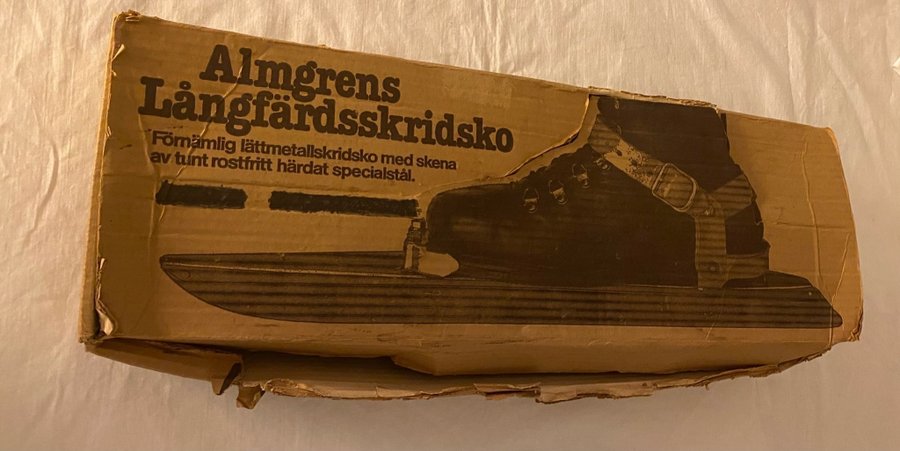 Almgrens
Långfärdsskridsko
Förnämlig lättmetallskridsko med skena
av tunt rostfritt härdat specialstål.